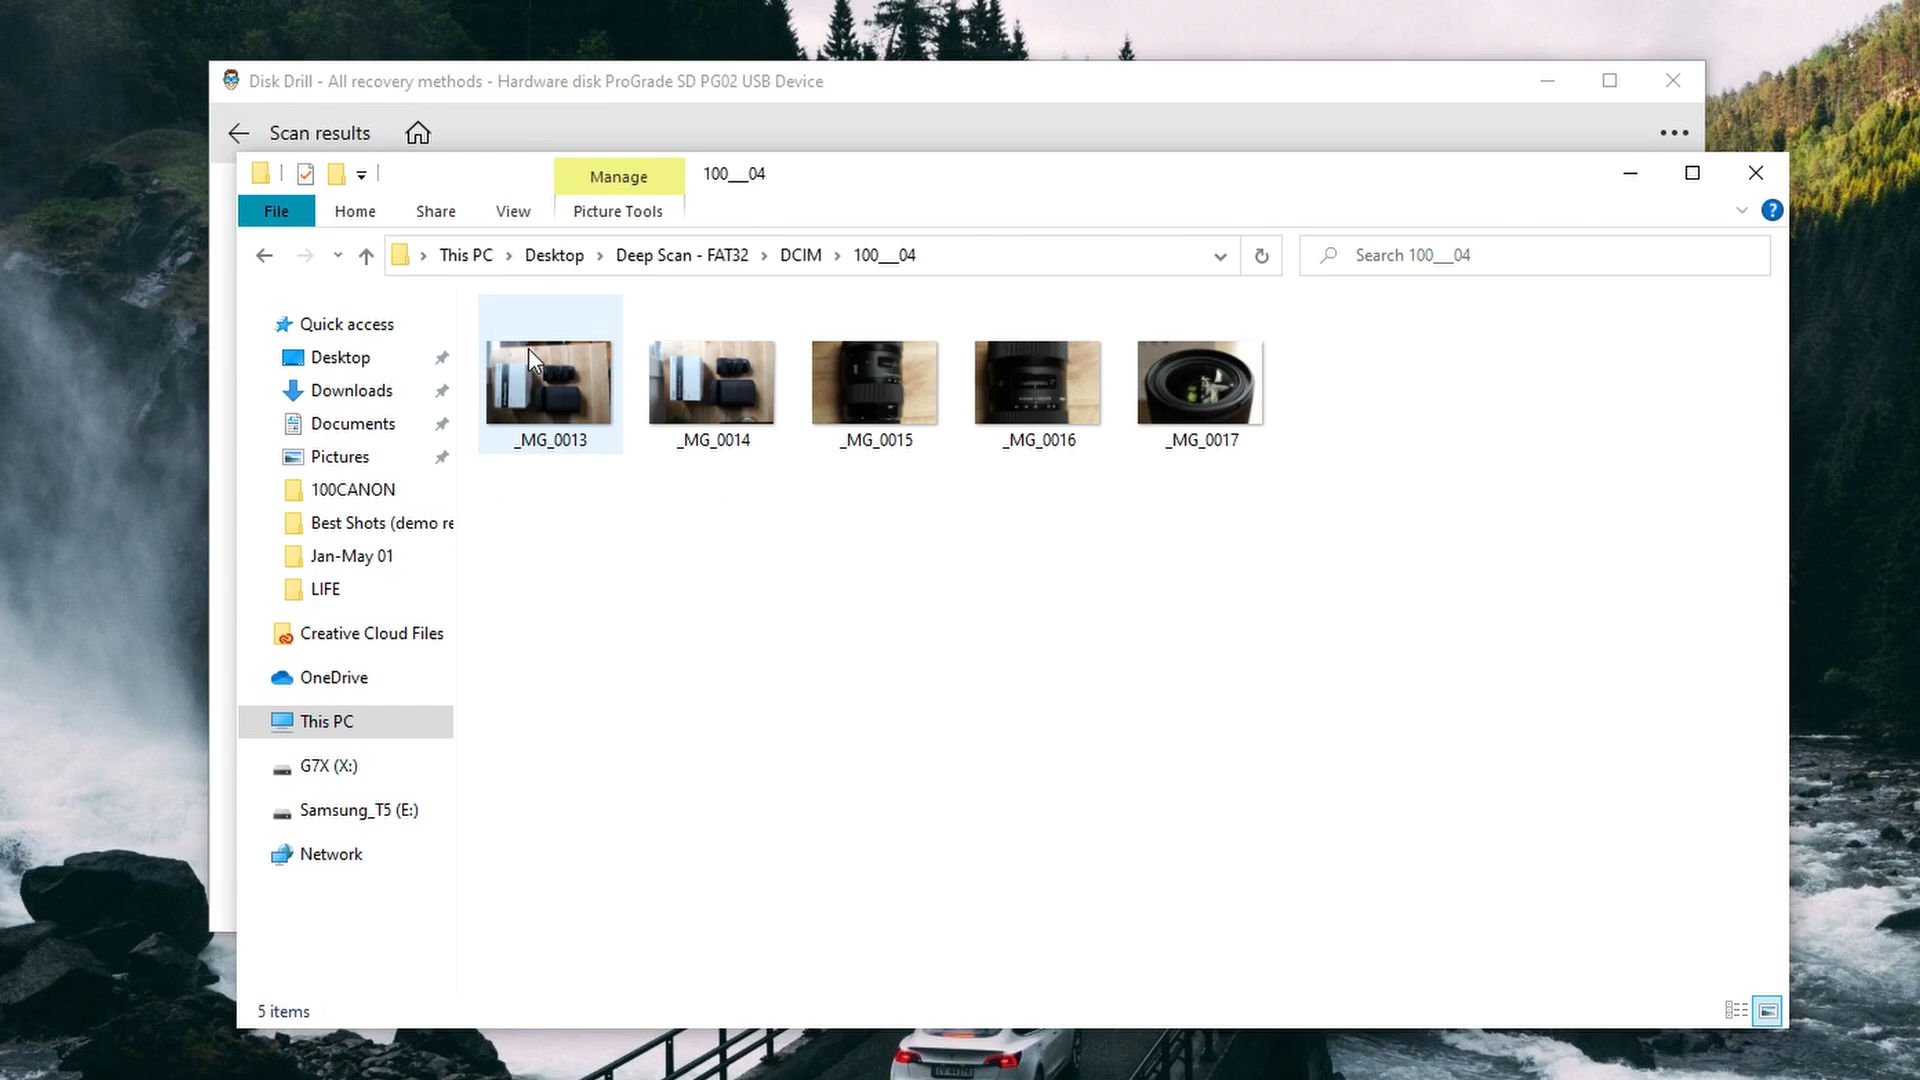 Disk Drill - All recovery methods - Hardware disk ProGrade SD PG02 USB Device
Scan results
Manage
100___04
File
Home
Share
View
Picture Tools
This PC
Desktop
Deep Scan - FAT32
DCIM
100___04
Search 100___04
Quick access
Desktop
Downloads
Documents
Pictures
100CANON
Best Shots (demo re
Jan-May 01
LIFE
Creative Cloud Files
OneDrive
This PC
G7X (X:)
Samsung_T5 (E:)
Network
_MG_0013
_MG_0014
_MG_0015
_MG_0016
_MG_0017
5 items